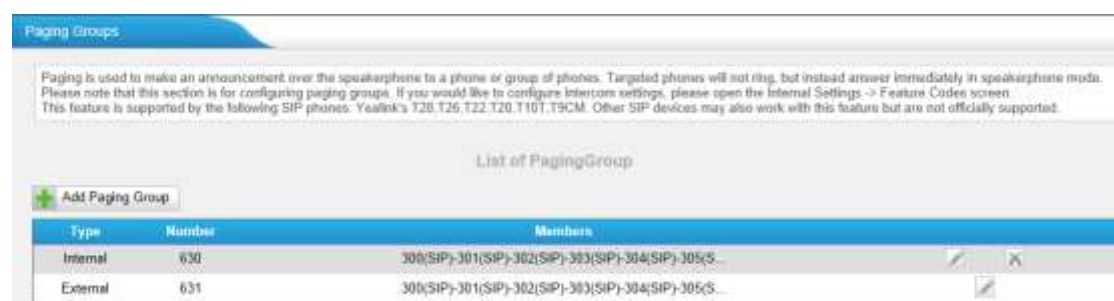 Paging Groups
Paging is used to make an announcement over the speakerphone to a phone or group of phones. Targeted phones will not ring, but instead answer immediately in speakerphone mode.
Please note that this section is for configuring paging groups. If you would like to configure Intercom settings, please open the Internal Settings -> Feature Codes screen.
This feature is supported by the following SIP phones: Yealink's T28,T26,T22,T20,T10T,T9CM. Other SIP devices may also work with this feature but are not officially supported.
List of PagingGroup
Add Paging Group
Type Number Members
Internal 630 300(SIP)-301(SIP)-302(SIP)-303(SIP)-304(SIP)-305(S...
External 631 300(SIP)-301(SIP)-302(SIP)-303(SIP)-304(SIP)-305(S...